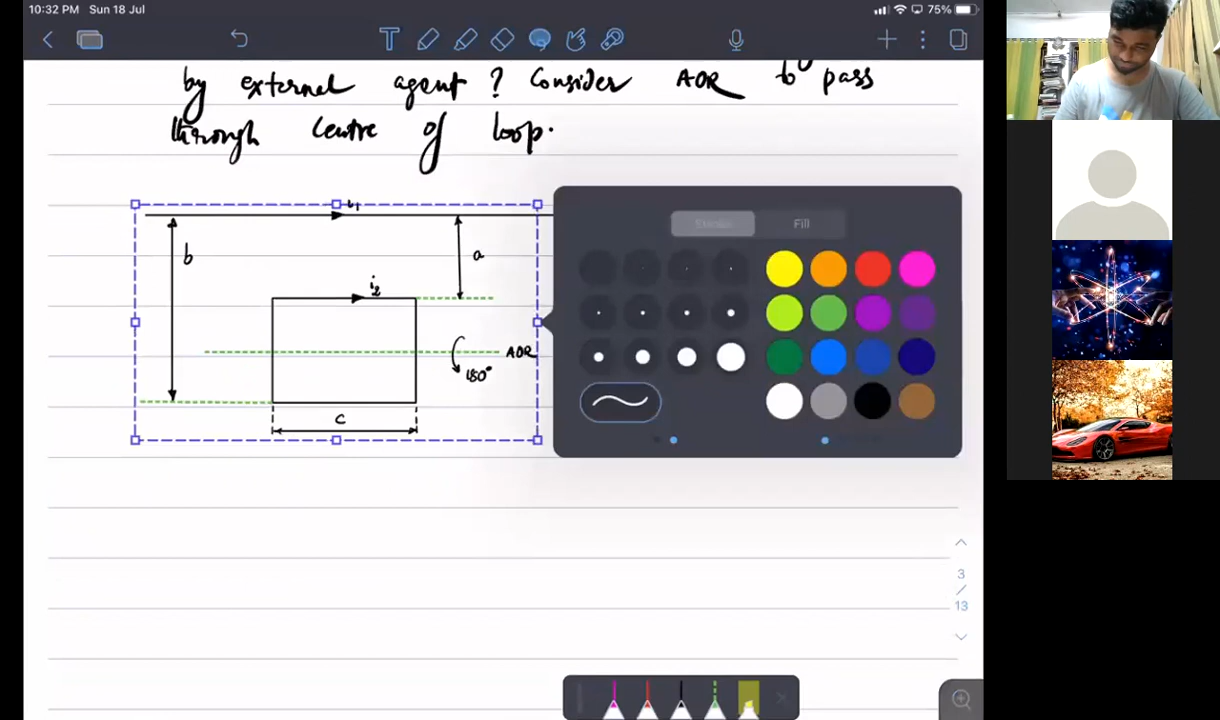 10:32 PM Sun 18 Jul
75%
T
by external agent ? Consider AOR to pass
through centre of loop.
i1
b
a
i2
AOR
180°
c
Fill
3
/
13